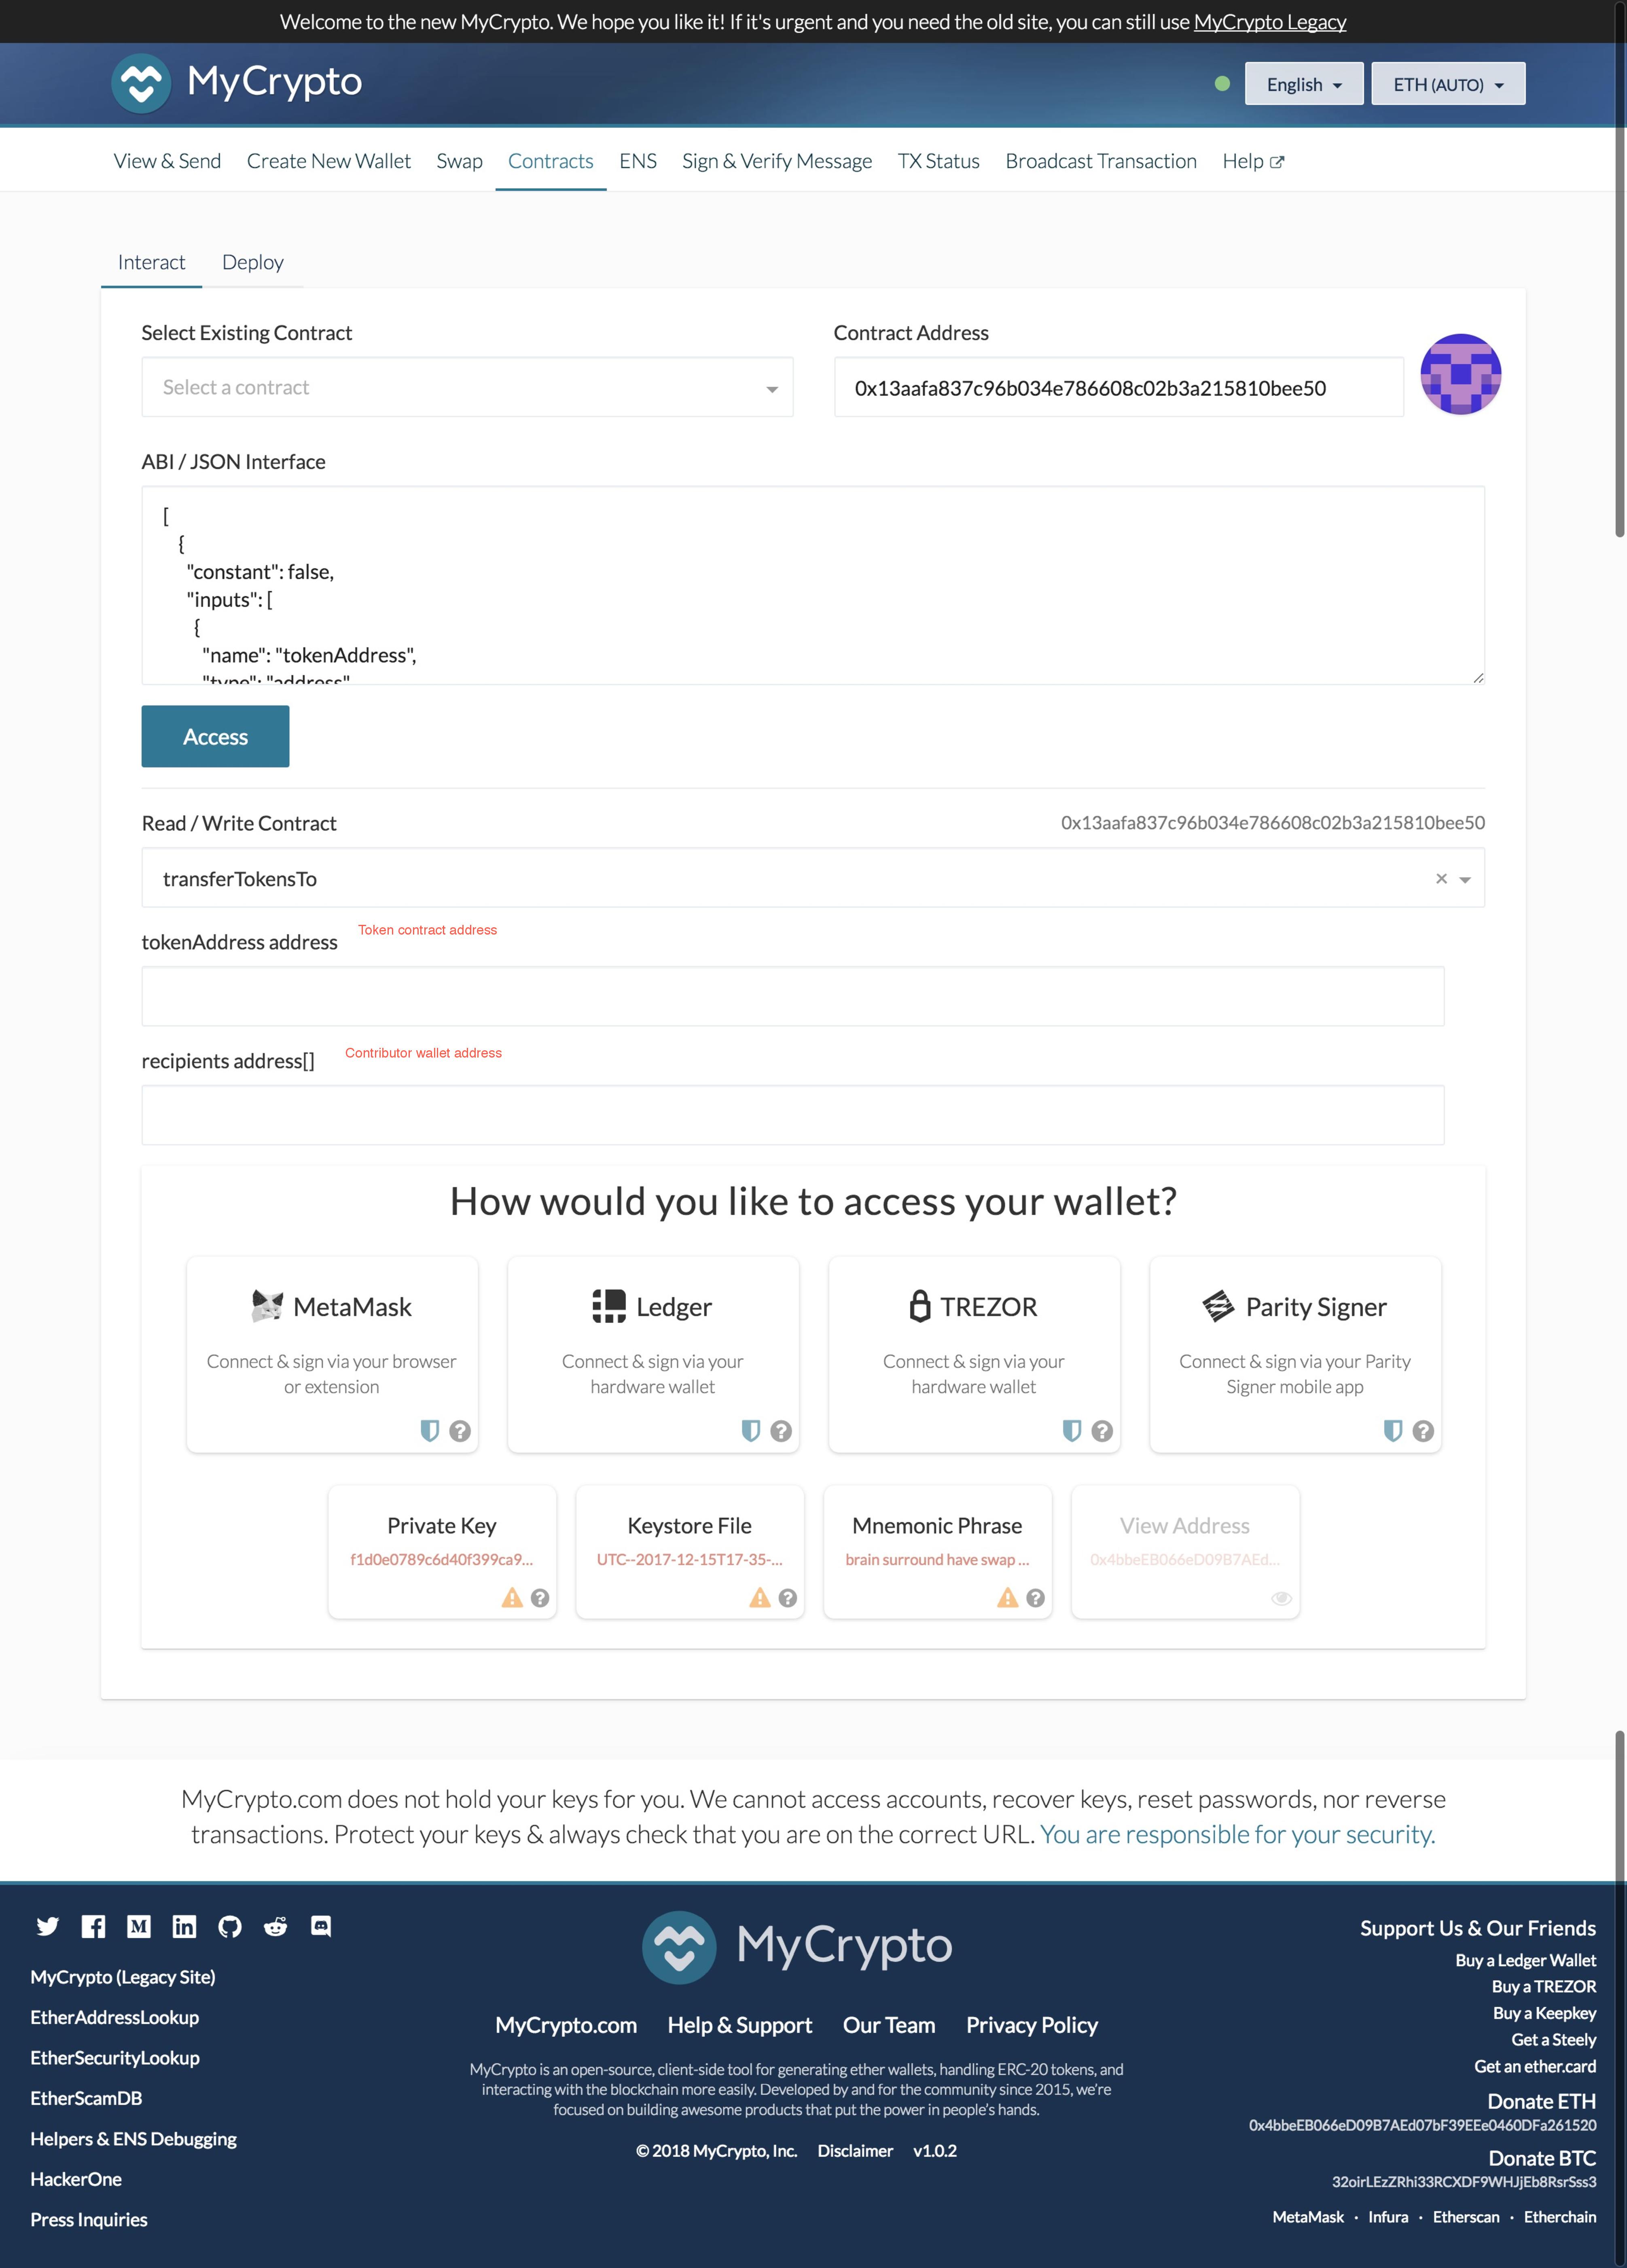 Welcome to the new MyCrypto. We hope you like it! If it's urgent and you need the old site, you can still use MyCrypto Legacy
MyCrypto
English
ETH (AUTO)
View & Send
Create New Wallet
Swap
Contracts
ENS
Sign & Verify Message
TX Status
Broadcast Transaction
Help
Interact
Deploy
Select Existing Contract
Contract Address
Select a contract
0x13aafa837c96b034e786608c02b3a215810bee50
ABI / JSON Interface
[
{
"constant": false,
"inputs": [
{
"name": "tokenAddress",
"type": "address"
Access
Read / Write Contract
0x13aafa837c96b034e786608c02b3a215810bee50
transferTokensTo
tokenAddress address
Token contract address
recipients address[]
Contributor wallet address
How would you like to access your wallet?
MetaMask
Connect & sign via your browser
or extension
Ledger
Connect & sign via your
hardware wallet
TREZOR
Connect & sign via your
hardware wallet
Parity Signer
Connect & sign via your Parity
Signer mobile app
Private Key
f1d0e0789c6d40f399ca9...
Keystore File
UTC--2017-12-15T17-35-...
Mnemonic Phrase
brain surround have swap ...
View Address
0x4bbeEB066eD09B7AEd...
MyCrypto.com does not hold your keys for you. We cannot access accounts, recover keys, reset passwords, nor reverse
transactions. Protect your keys & always check that you are on the correct URL. You are responsible for your security.
MyCrypto (Legacy Site)
EtherAddressLookup
EtherSecurityLookup
EtherScamDB
Helpers & ENS Debugging
HackerOne
Press Inquiries
MyCrypto
MyCrypto.com
Help & Support
Our Team
Privacy Policy
MyCrypto is an open-source, client-side tool for generating ether wallets, handling ERC-20 tokens, and
interacting with the blockchain more easily. Developed by and for the community since 2015, we're
focused on building awesome products that put the power in people's hands.
© 2018 MyCrypto, Inc.
Disclaimer
v1.0.2
Support Us & Our Friends
Buy a Ledger Wallet
Buy a TREZOR
Buy a Keepkey
Get a Steely
Get an ether.card
Donate ETH
0x4bbeEB066eD09B7AEd07bF39EEe0460DFa261520
Donate BTC
32oirLEzZRhi33RCXDF9WHJjEb8RsrSss3
MetaMask · Infura · Etherscan · Etherchain